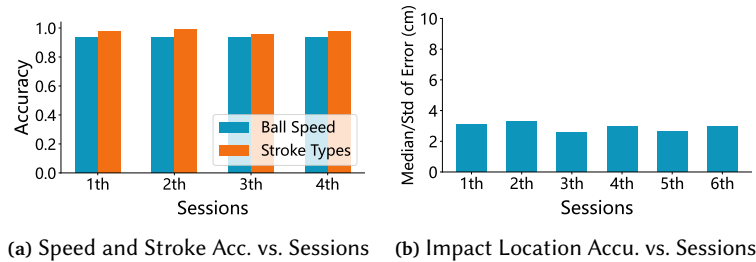 1.0
0.8
0.6
0.4
0.2
0.0
Accuracy
Ball Speed
Stroke Types
1th 2th 3th 4th
Sessions
(a) Speed and Stroke Acc. vs. Sessions
10
8
6
4
2
0
Median/Std of Error (cm)
1th 2th 3th 4th 5th 6th
Sessions
(b) Impact Location Accu. vs. Sessions